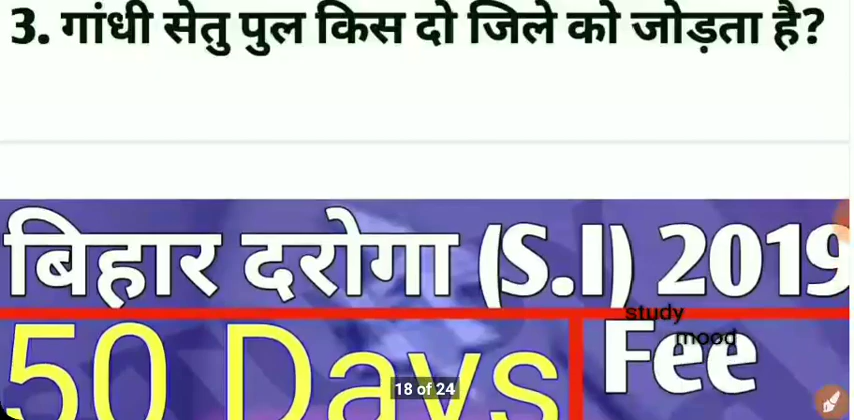 3. गांधी सेतु पुल किस दो जिले को जोड़ता है?
बिहार दरोगा (S.I) 2019
50 Days
Fee
study
mood
18 of 24